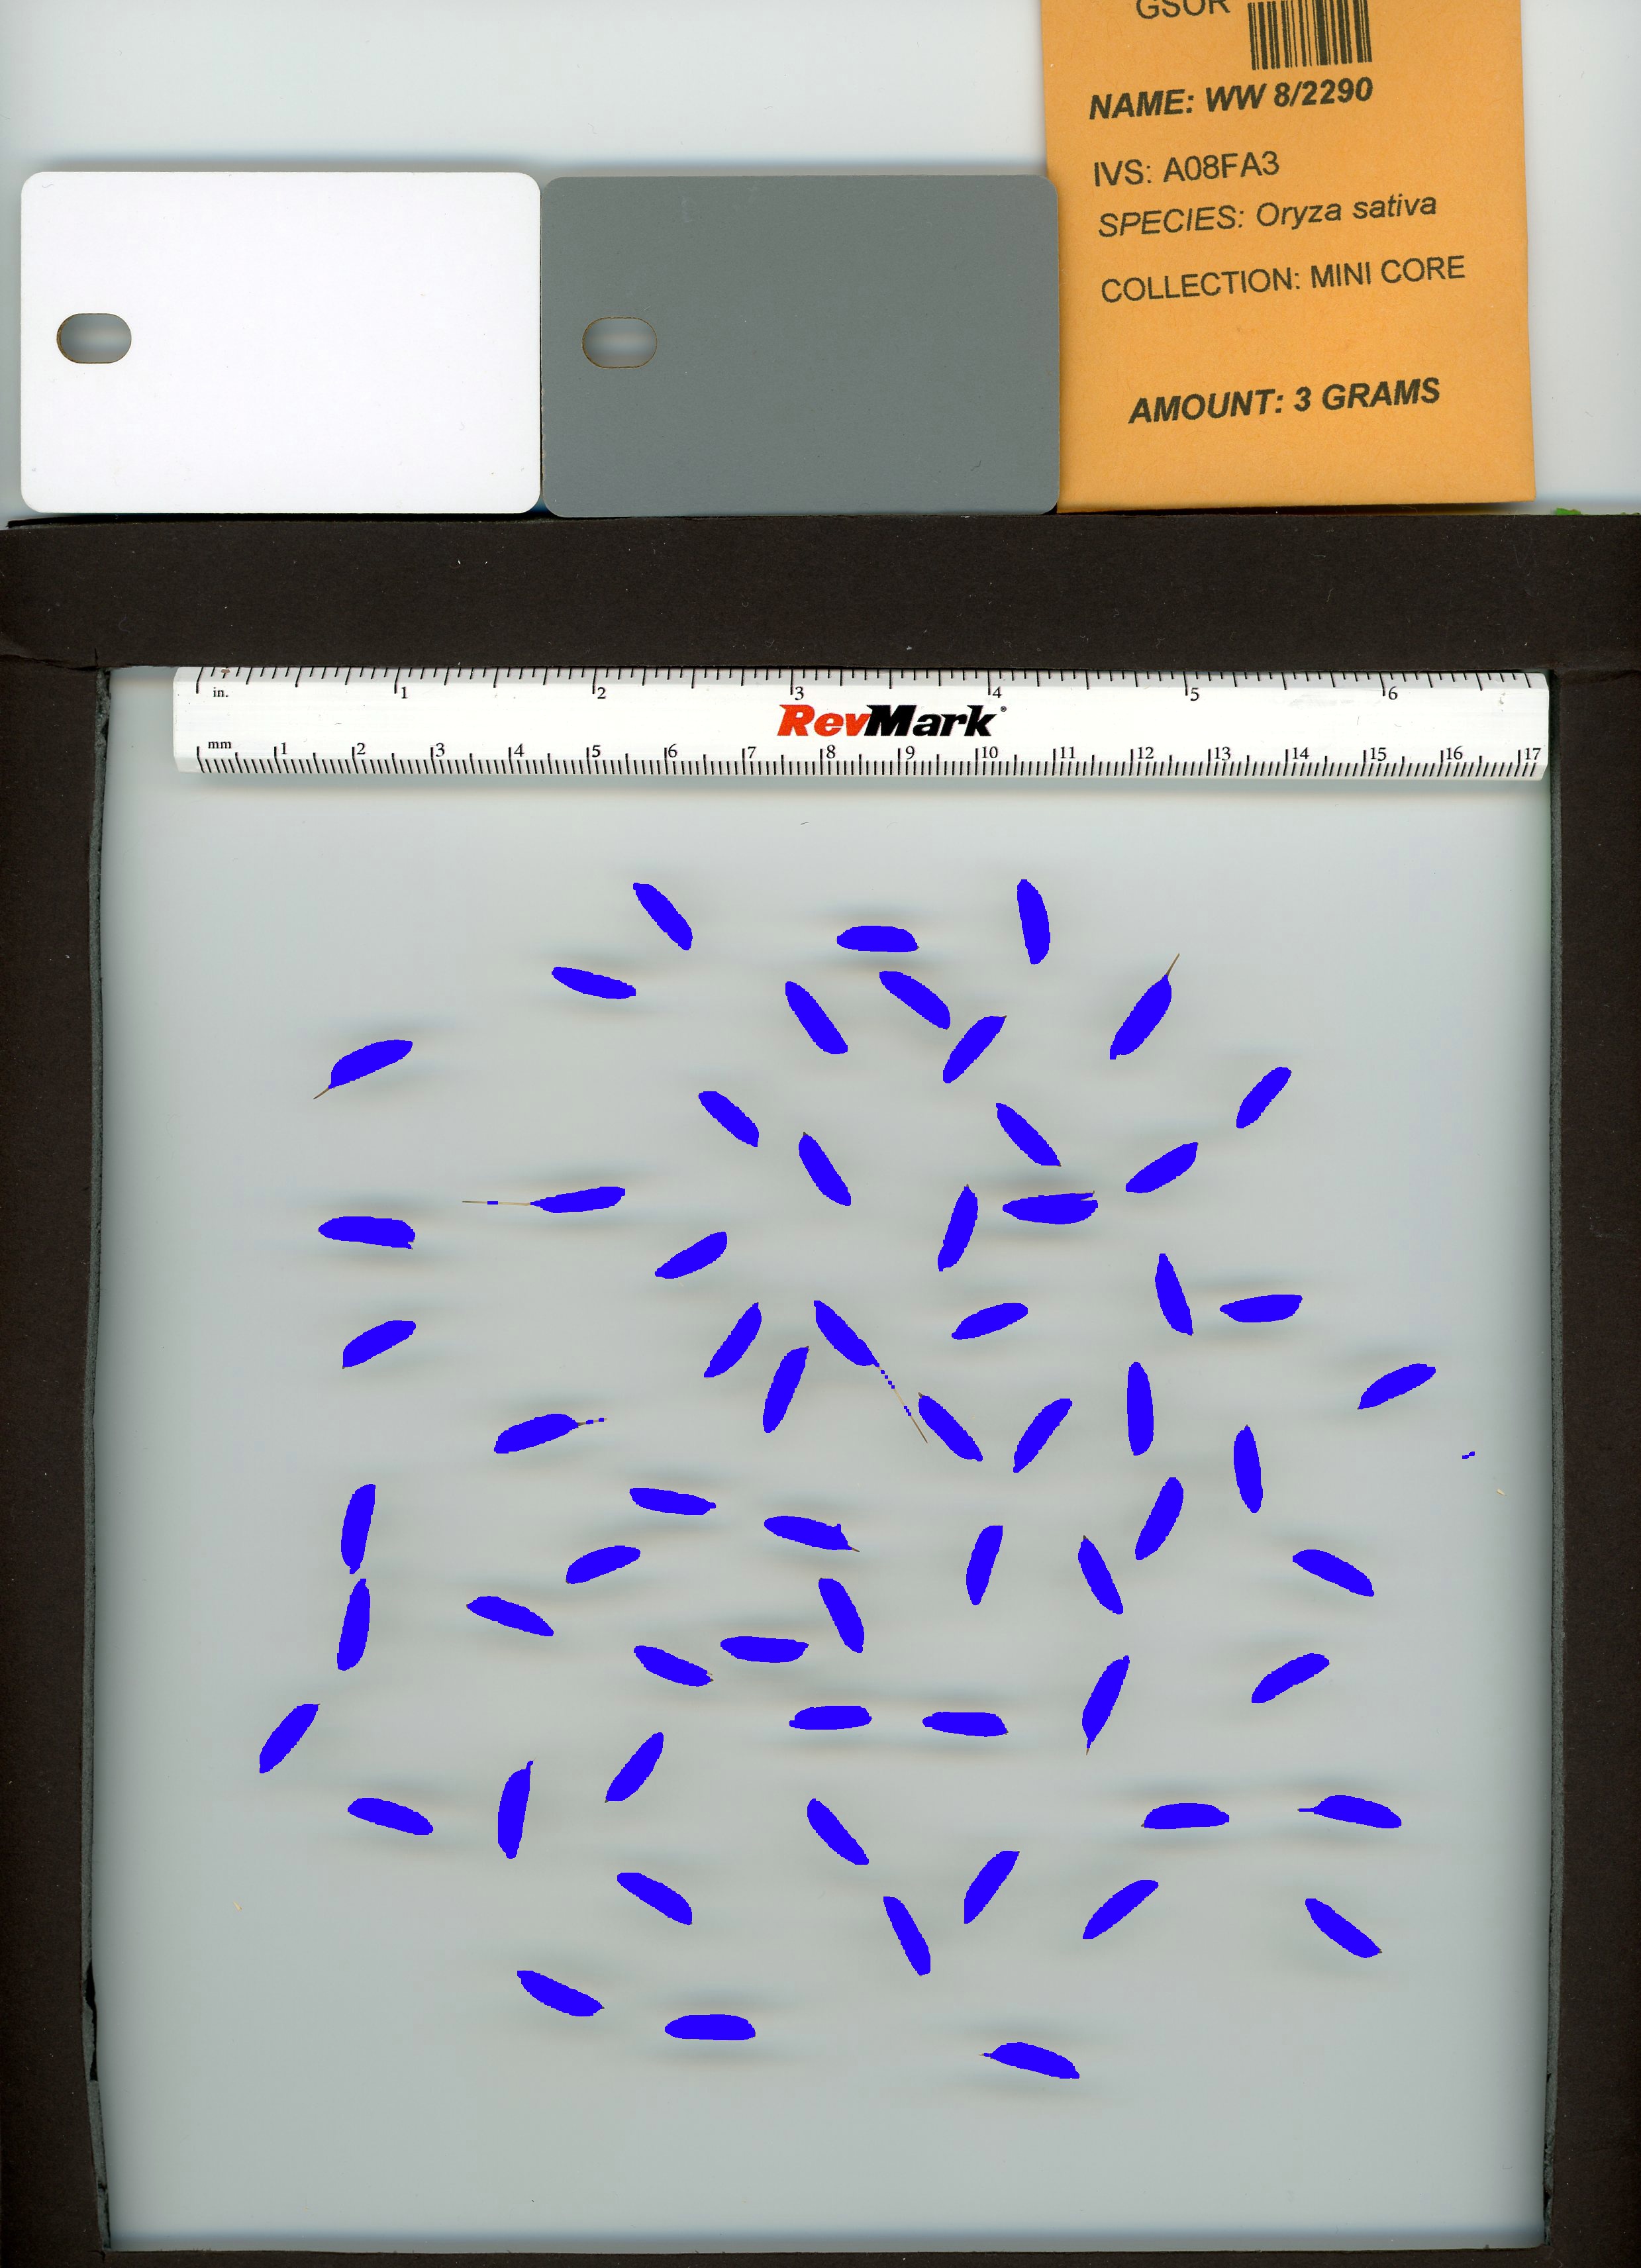 GSOR
NAME: WW 8/2290
IVS: A08FA3
SPECIES: Oryza sativa
COLLECTION: MINI CORE
AMOUNT: 3 GRAMS
in. 1 2 3 4 5 6
RevMark®
mm 1 2 3 4 5 6 7 8 9 10 11 12 13 14 15 16 17